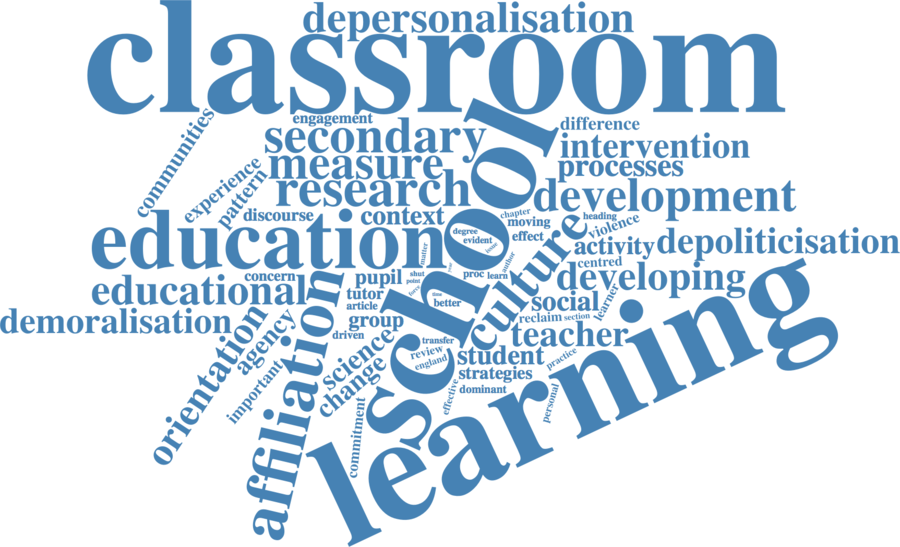 depersonalisation
classroom
engagement
communities
secondary
difference
intervention
measure
processes
experience
pattern
research
development
school
discourse
context
chapter
heading
moving
violence
education
degree
evident
effect
culture
activity
depoliticisation
matter
author
centred
concern
pupil
shut
point
proc
learn
developing
educational
tutor
better
social
learner
article
demoralisation
group
reclaim
section
orientation
agency
affiliation
driven
teacher
transfer
science
review
england
student
practice
important
change
strategies
effective
dominant
personal
commitment
learning